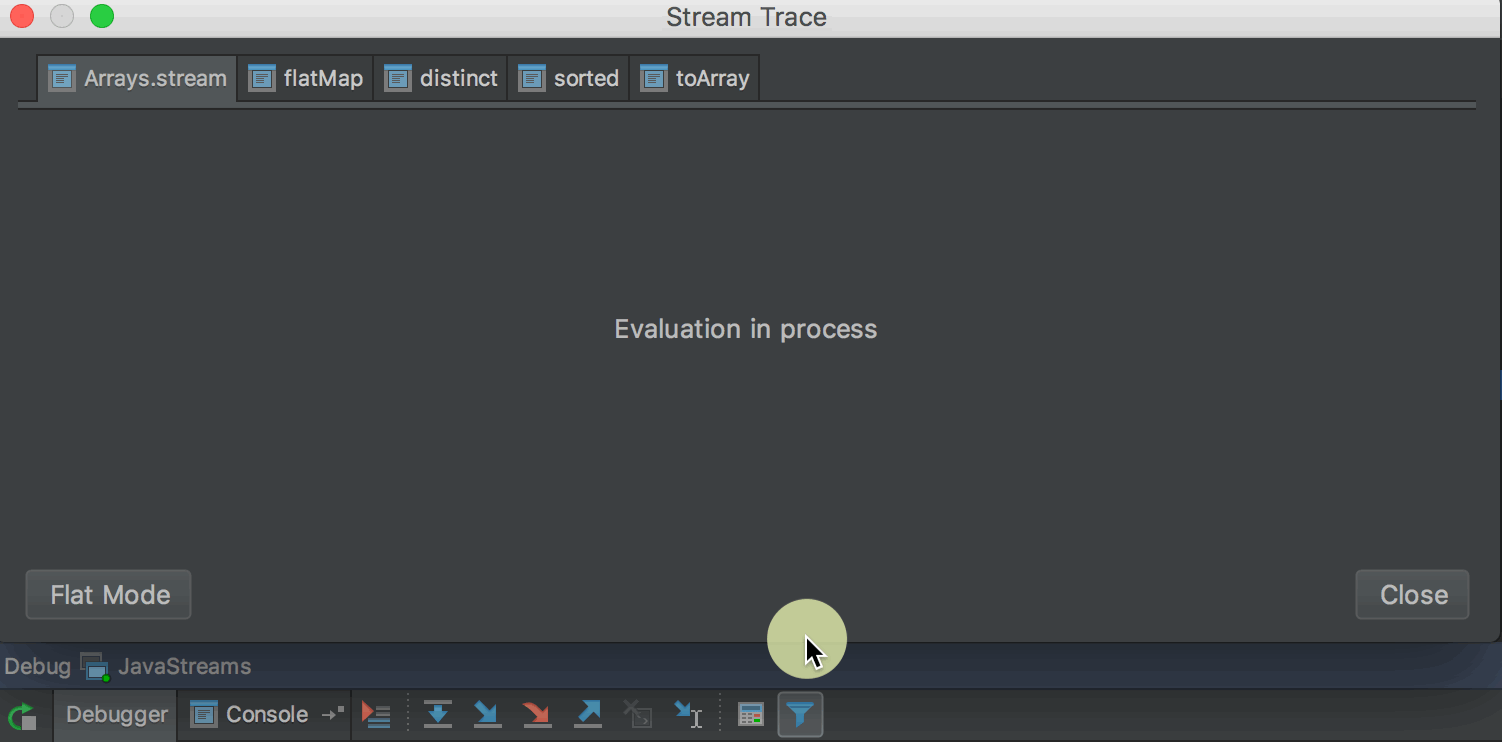 Stream Trace
Arrays.stream flatMap distinct sorted toArray
Evaluation in process
Flat Mode Close
Debug JavaStreams
Debugger Console